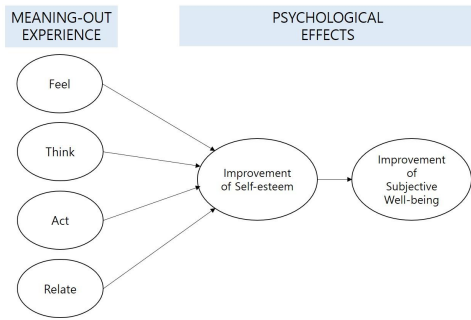 MEANING-OUT
EXPERIENCE
PSYCHOLOGICAL
EFFECTS
Feel
Think
Act
Relate
Improvement
of Self-esteem
Improvement
of
Subjective
Well-being